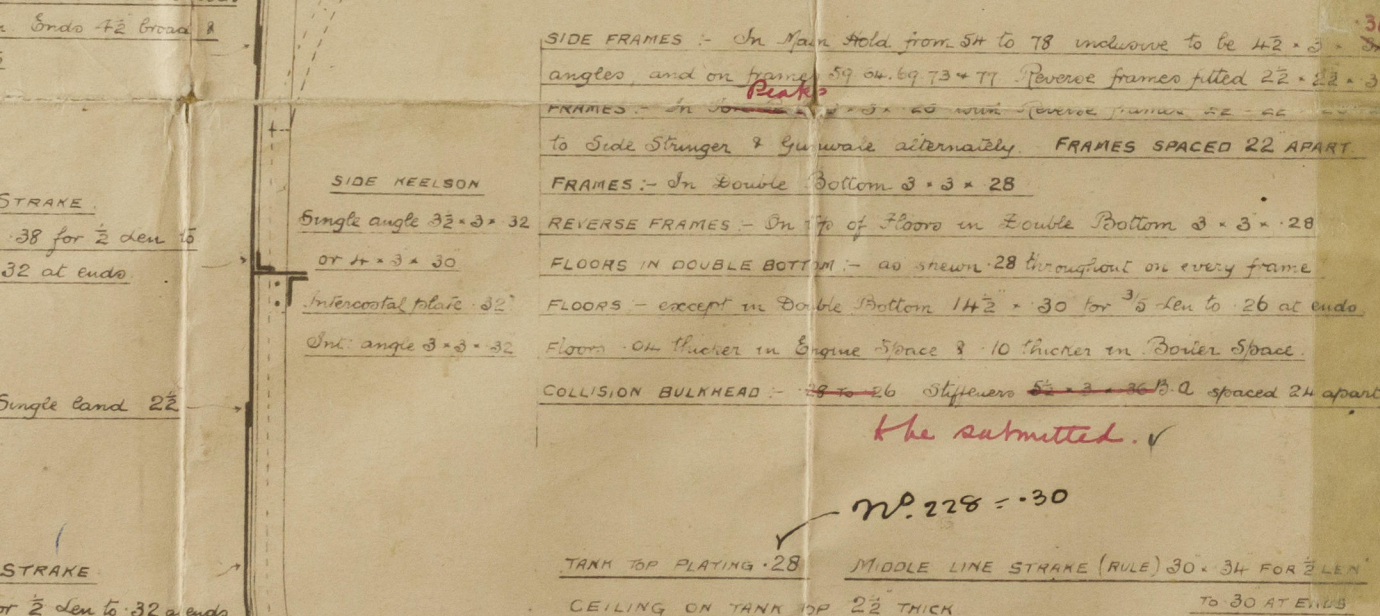 Ends 4½ broad &
STRAKE
.38 for ½ Len to
32 at ends
Single land 2½
STRAKE
or ½ Len to .32 a ends
SIDE KEELSON
Single angle 3½ × 3 × 32
or 4 × 3 × 30
Intercostal plate .32
Int: angle 3 × 3 × .32
SIDE FRAMES :- In Main Hold from 54 to 78 inclusive to be 4½ × 3 ×
angles, and on frames 59. 64. 69 73 & 77 Reverse frames fitted 2½ × 2½ × 3
Peaks
FRAMES :- In 3 × 3 × 26 with Reverse frames
to Side Stringer & Gunwale alternately. FRAMES SPACED 22 APART
FRAMES :- In Double Bottom 3 × 3 × .28
REVERSE FRAMES :- On top of Floors in Double Bottom 3 × 3 × .28
FLOORS IN DOUBLE BOTTOM :- as shewn .28 throughout on every frame
FLOORS - except in Double Bottom 14½ × .30 for 3/5 Len to .26 at ends
Floors .04 thicker in Engine Space & .10 thicker in Boiler Space.
COLLISION BULKHEAD :- 28 to 26 Stiffeners 5½ × 3 × 36 B.A spaced 24 apart
to be submitted. ✓
No. 228 = .30
TANK TOP PLATING .28
CEILING ON TANK TOP 2½ THICK
MIDDLE LINE STRAKE (RULE) 30 × .34 FOR ½ LEN
TO 30 AT ENDS